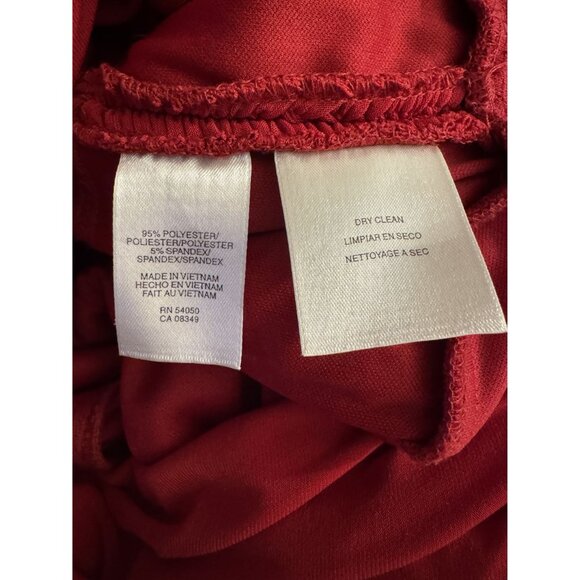 95% POLYESTER/
POLIESTER/POLYESTER
5% SPANDEX/
SPANDEX/SPANDEX
MADE IN VIETNAM
HECHO EN VIETNAM
FAIT AU VIETNAM
RN 54050
CA 08349
DRY CLEAN
LIMPIAR EN SECO
NETTOYAGE A SEC